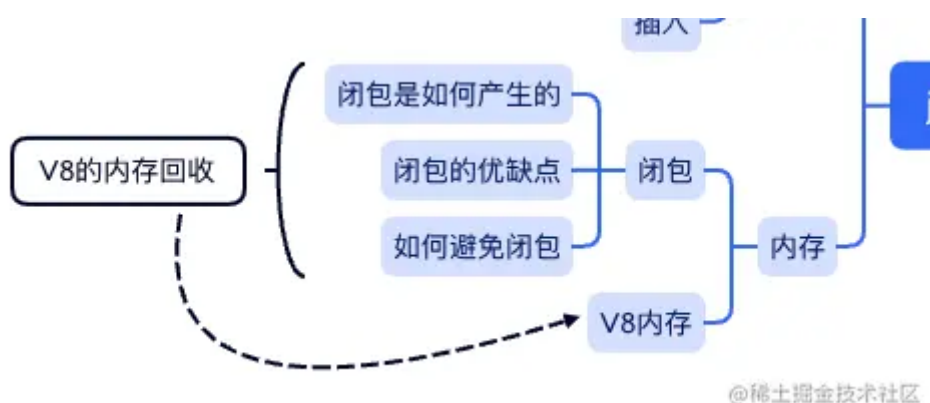 插入
闭包是如何产生的
V8的内存回收
闭包的优缺点
闭包
如何避免闭包
内存
V8内存
@稀土掘金技术社区